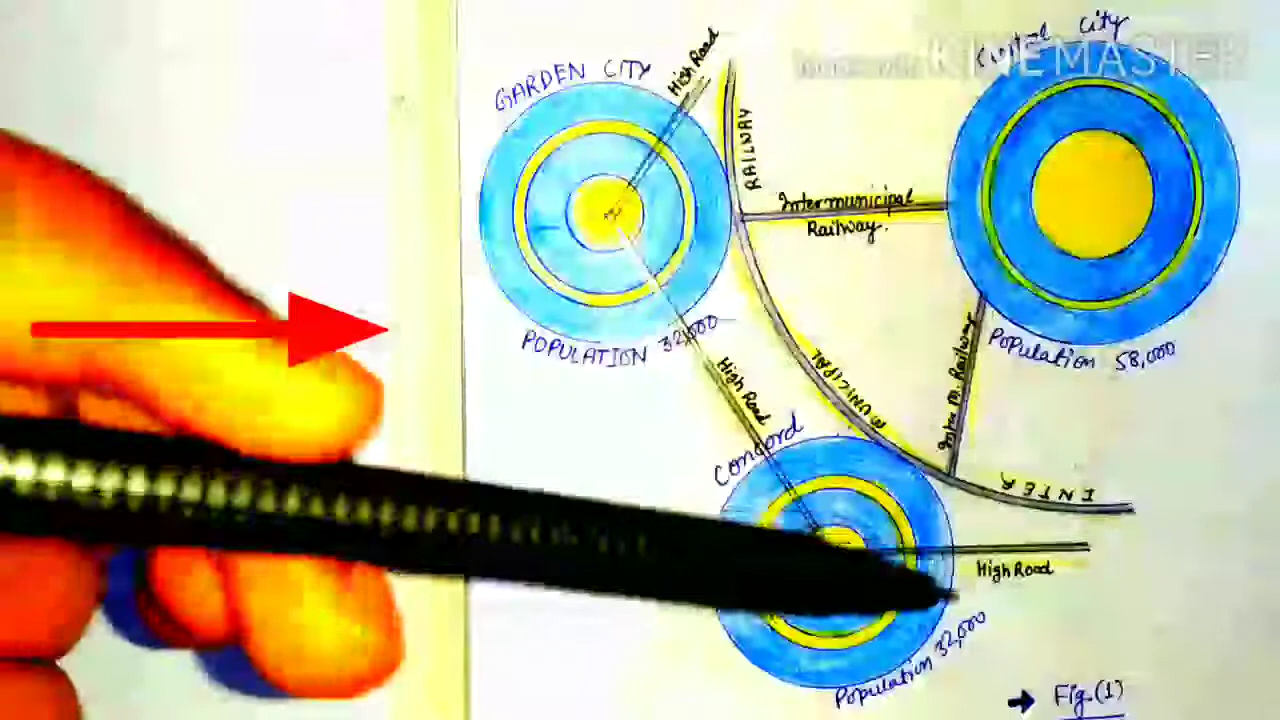 GARDEN CITY
High Road
Central City
KINEMASTER
RAILWAY
Intermunicipal
Railway.
POPULATION 32,000
Population 58,000
High Road
MUNICIPAL
Inter M. Railway
Concord
INTER
High Road
Population 32,000
Fig.(1)